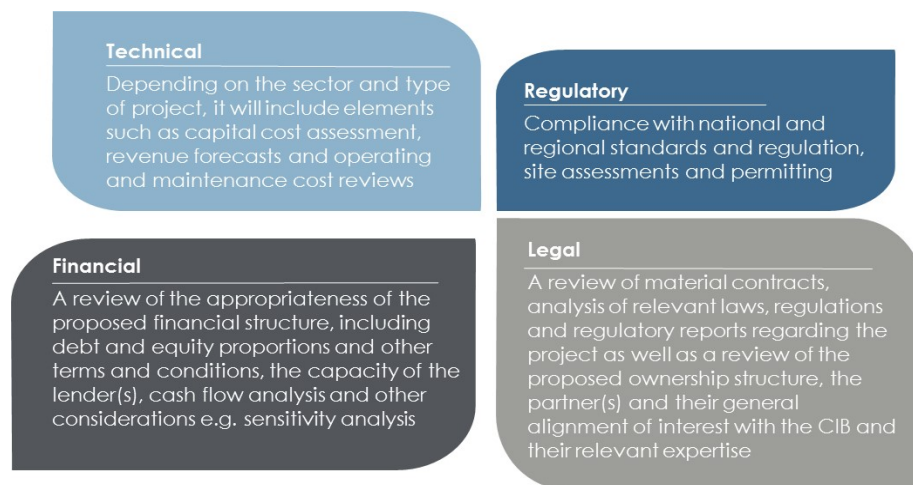 Technical
Depending on the sector and type
of project, it will include elements
such as capital cost assessment,
revenue forecasts and operating
and maintenance cost reviews
Regulatory
Compliance with national and
regional standards and regulation,
site assessments and permitting
Financial
A review of the appropriateness of the
proposed financial structure, including
debt and equity proportions and other
terms and conditions, the capacity of the
lender(s), cash flow analysis and other
considerations e.g. sensitivity analysis
Legal
A review of material contracts,
analysis of relevant laws, regulations
and regulatory reports regarding the
project as well as a review of the
proposed ownership structure, the
partner(s) and their general
alignment of interest with the CIB and
their relevant expertise